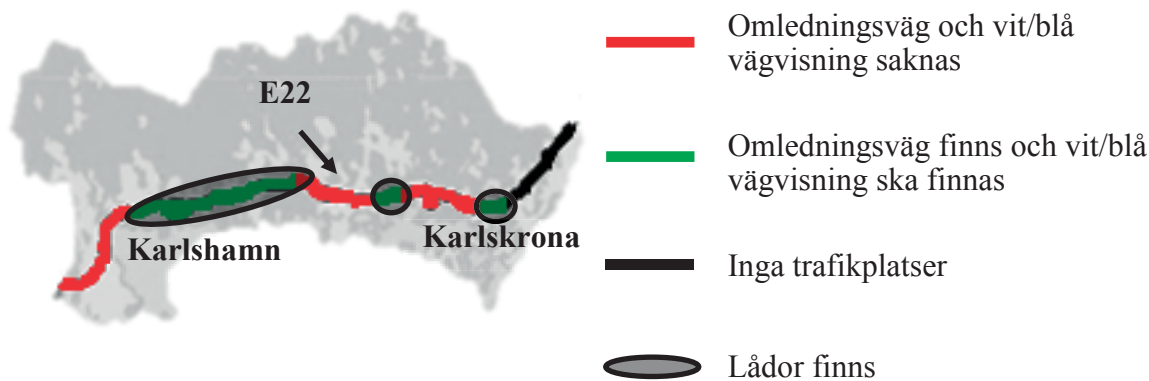 E22
Karlshamn
Karlskrona
Omledningsväg och vit/blå
vägvisning saknas
Omledningsväg finns och vit/blå
vägvisning ska finnas
Inga trafikplatser
Lådor finns